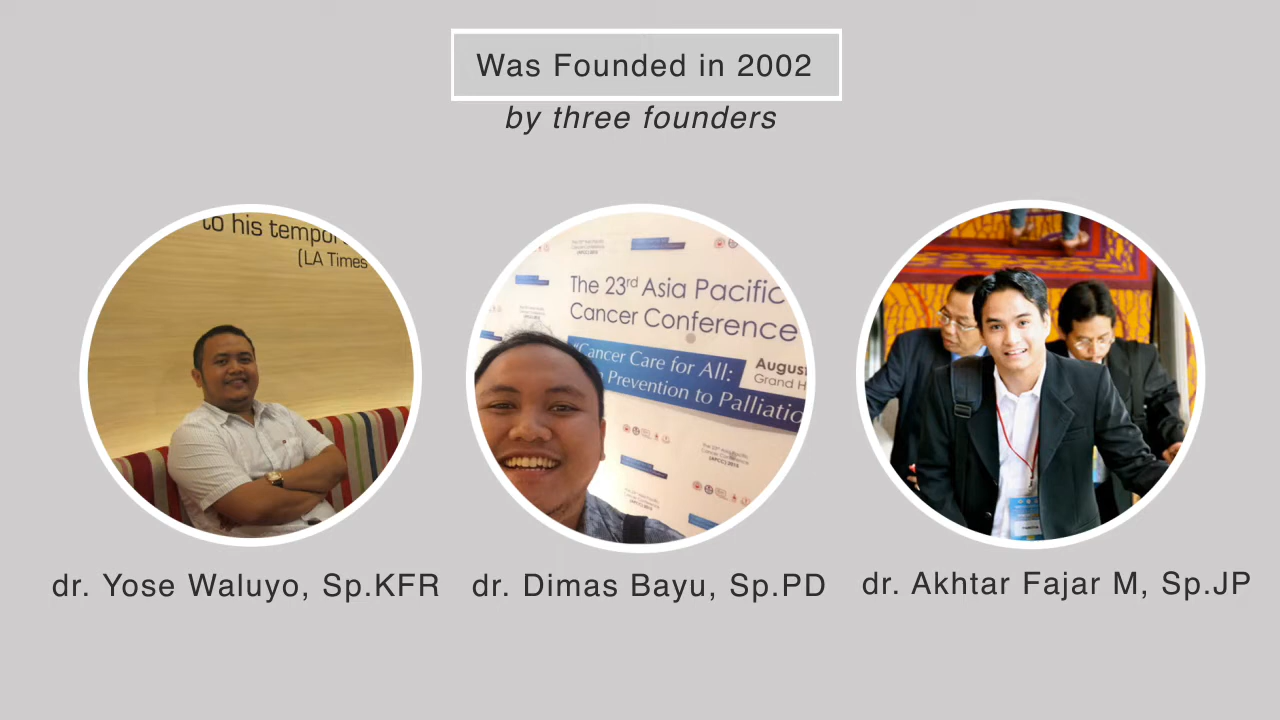 Was Founded in 2002
by three founders
to his tempor
(LA Times
The 23rd Asia Pacific
Cancer Conference
"Cancer Care for All:
Prevention to Palliatio
August
Grand H
dr. Yose Waluyo, Sp.KFR
dr. Dimas Bayu, Sp.PD
dr. Akhtar Fajar M, Sp.JP